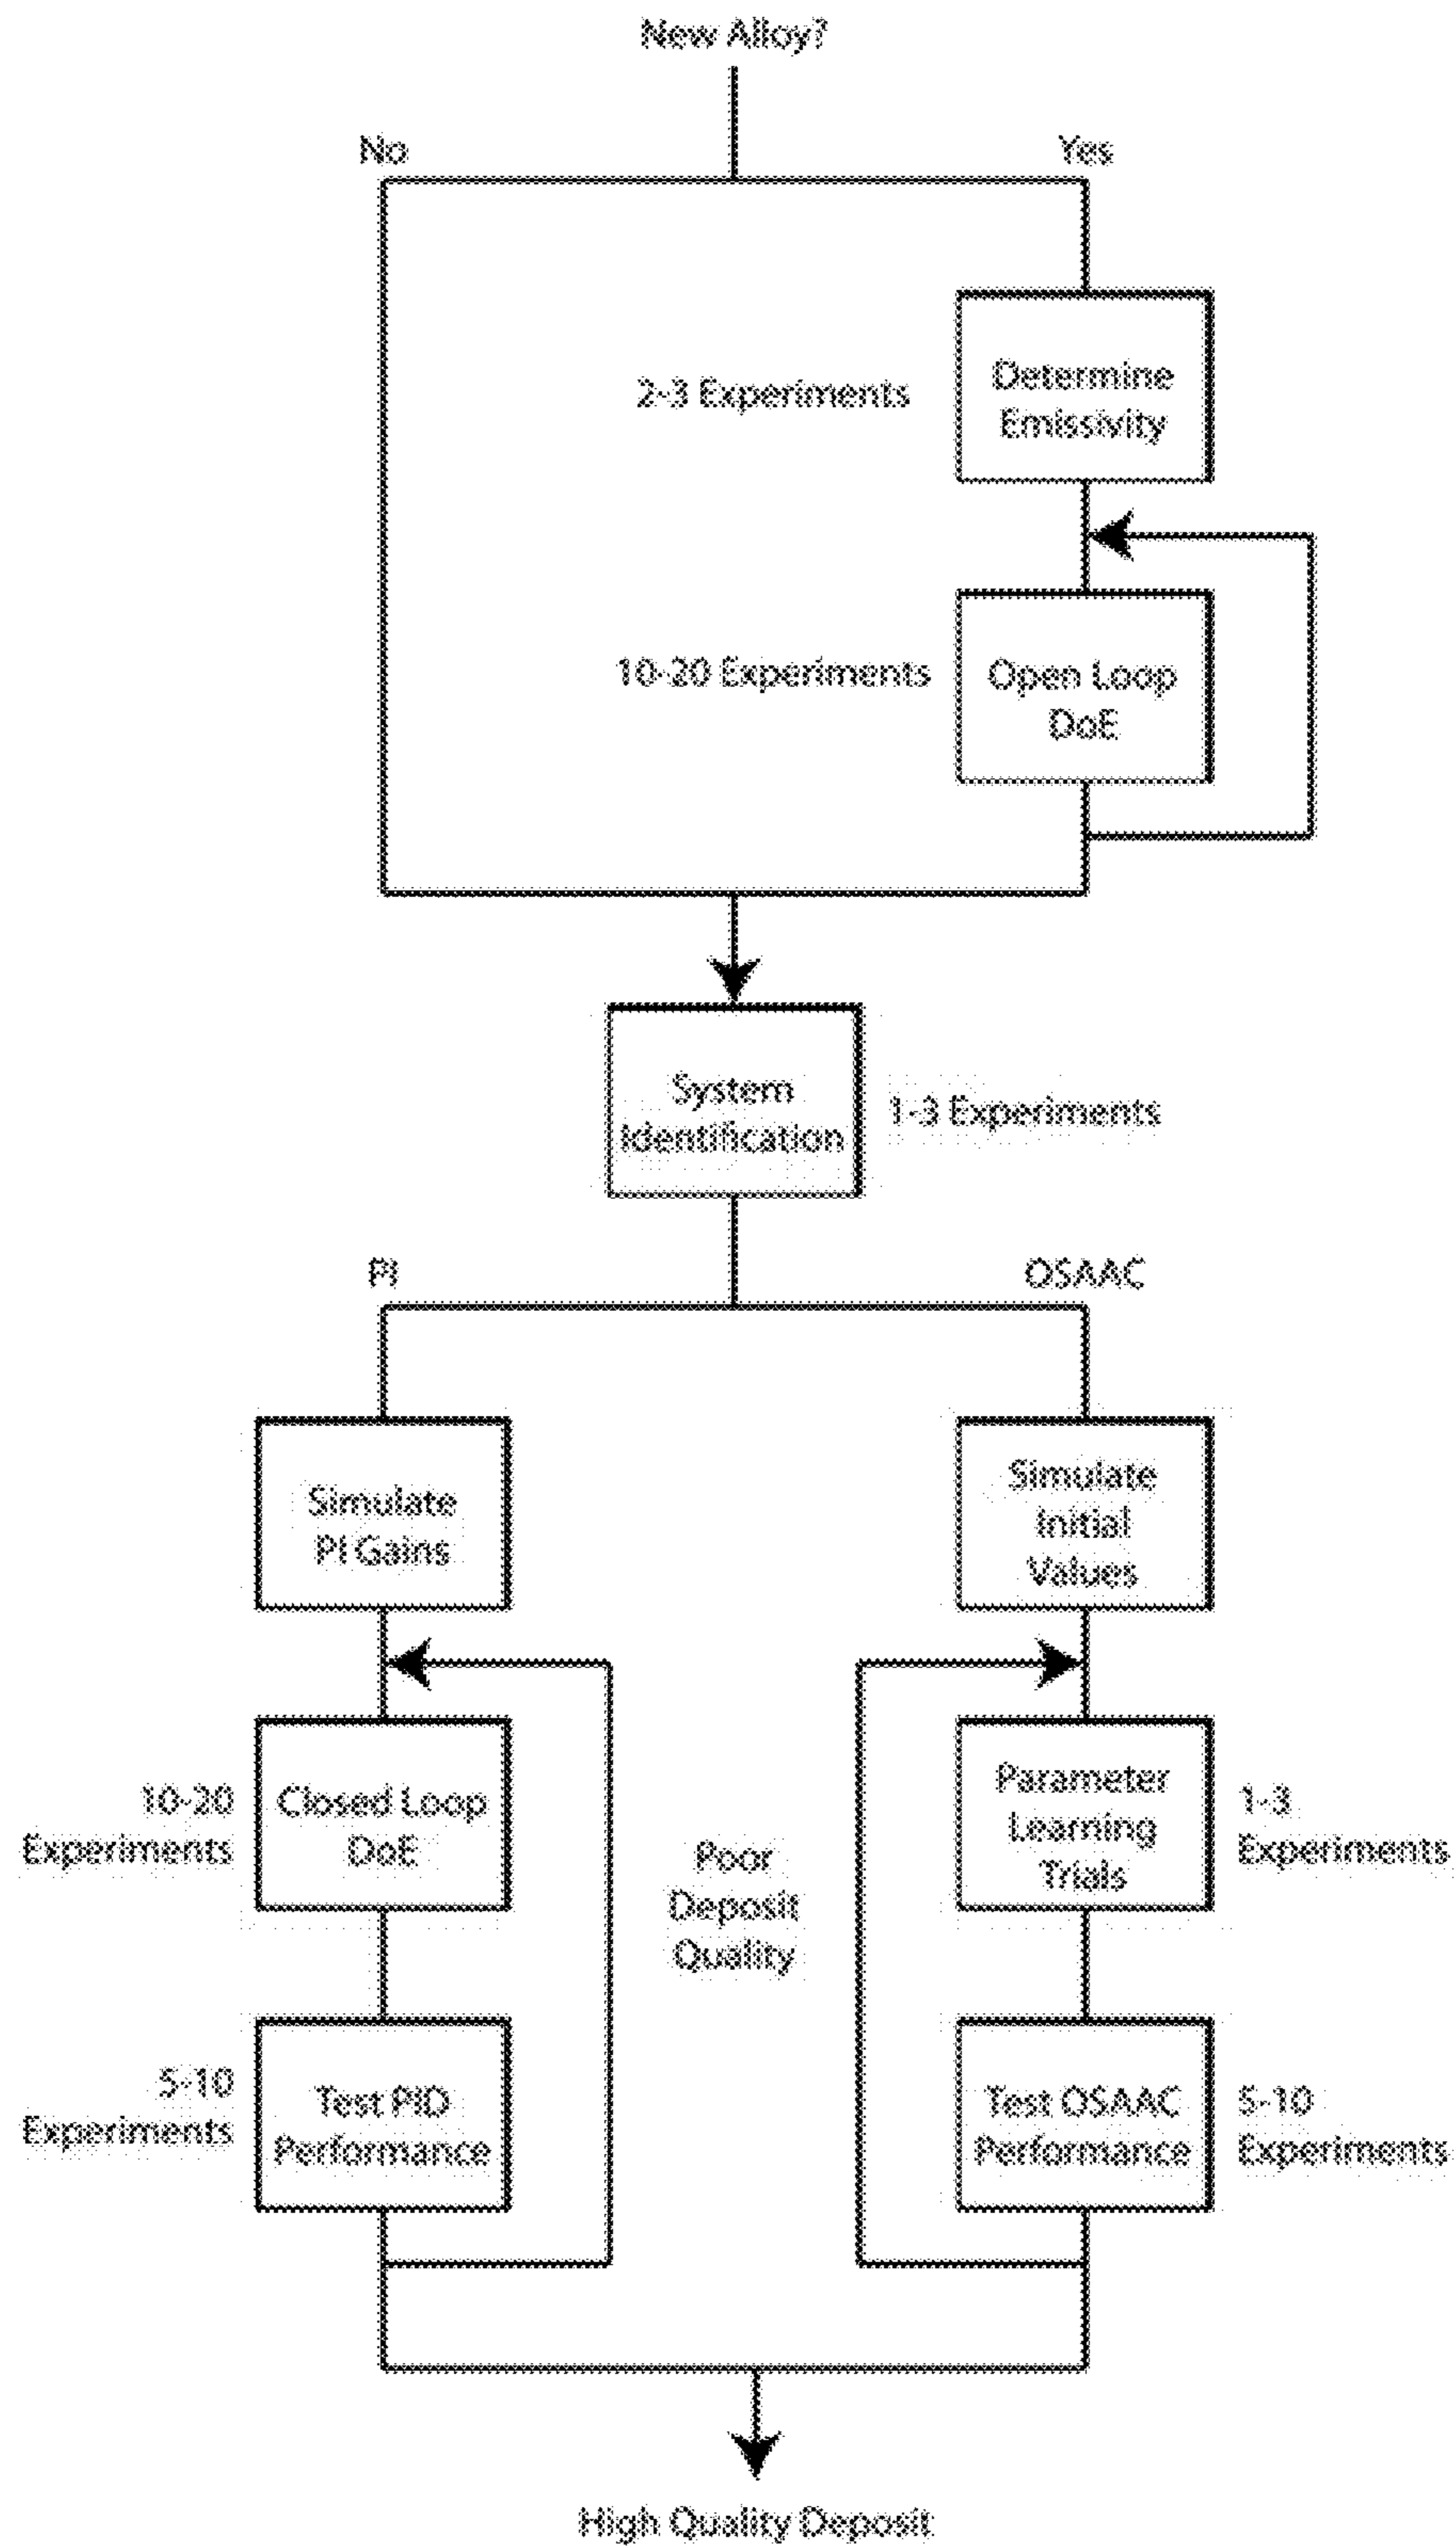 New Alloy?
No
Yes
2-3 Experiments
Determine
Emissivity
10-20 Experiments
Open Loop
DoE
System
Identification
1-3 Experiments
PI
OSAAC
Simulate
PI Gains
Simulate
Initial
Values
10-20
Experiments
Closed Loop
DoE
Poor
Deposit
Quality
Parameter
Learning
Trials
1-3
Experiments
5-10
Experiments
Test PID
Performance
Test OSAAC
Performance
5-10
Experiments
High Quality Deposit